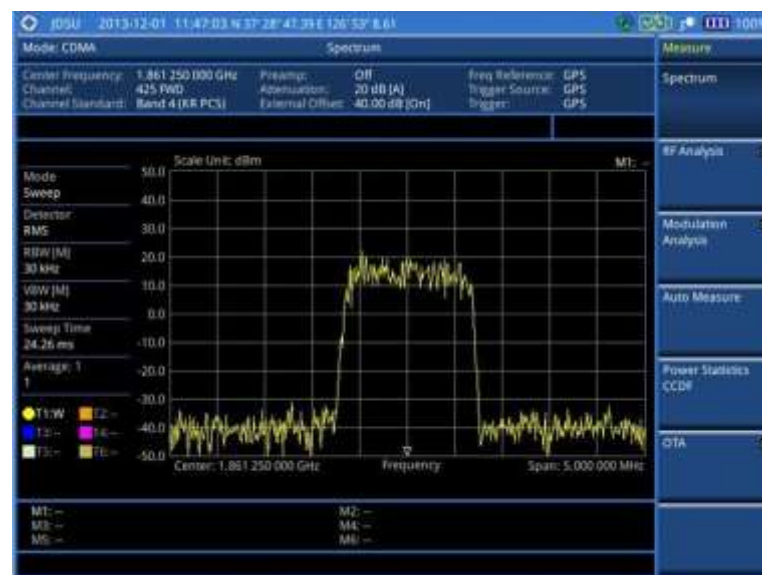 JDSU 2013-12-01 11:47:03 N 37° 28' 47.39 E 126° 53' 8.61 100%
Mode: CDMA Spectrum Measure
Center Frequency: 1.861 250 000 GHz Preamp: Off Freq Reference: GPS
Channel: 425 FWD Attenuation: 20 dB [A] Trigger Source: GPS
Channel Standard: Band 4 (KR PCS) External Offset: 40.00 dB [On] Trigger: GPS
Spectrum
RF Analysis
Modulation
Analysis
Auto Measure
Power Statistics
CCDF
OTA
Scale Unit: dBm M1: --
Mode
Sweep
Detector
RMS
RBW [M]
30 kHz
VBW [M]
30 kHz
Sweep Time
24.26 ms
Average: 1
1
T1:W T2:--
T3:-- T4:--
T5:-- T6:--
50.0
40.0
30.0
20.0
10.0
0.0
-10.0
-20.0
-30.0
-40.0
-50.0
Center: 1.861 250 000 GHz Frequency Span: 5.000 000 MHz
M1: -- M2: --
M3: -- M4: --
M5: -- M6: --